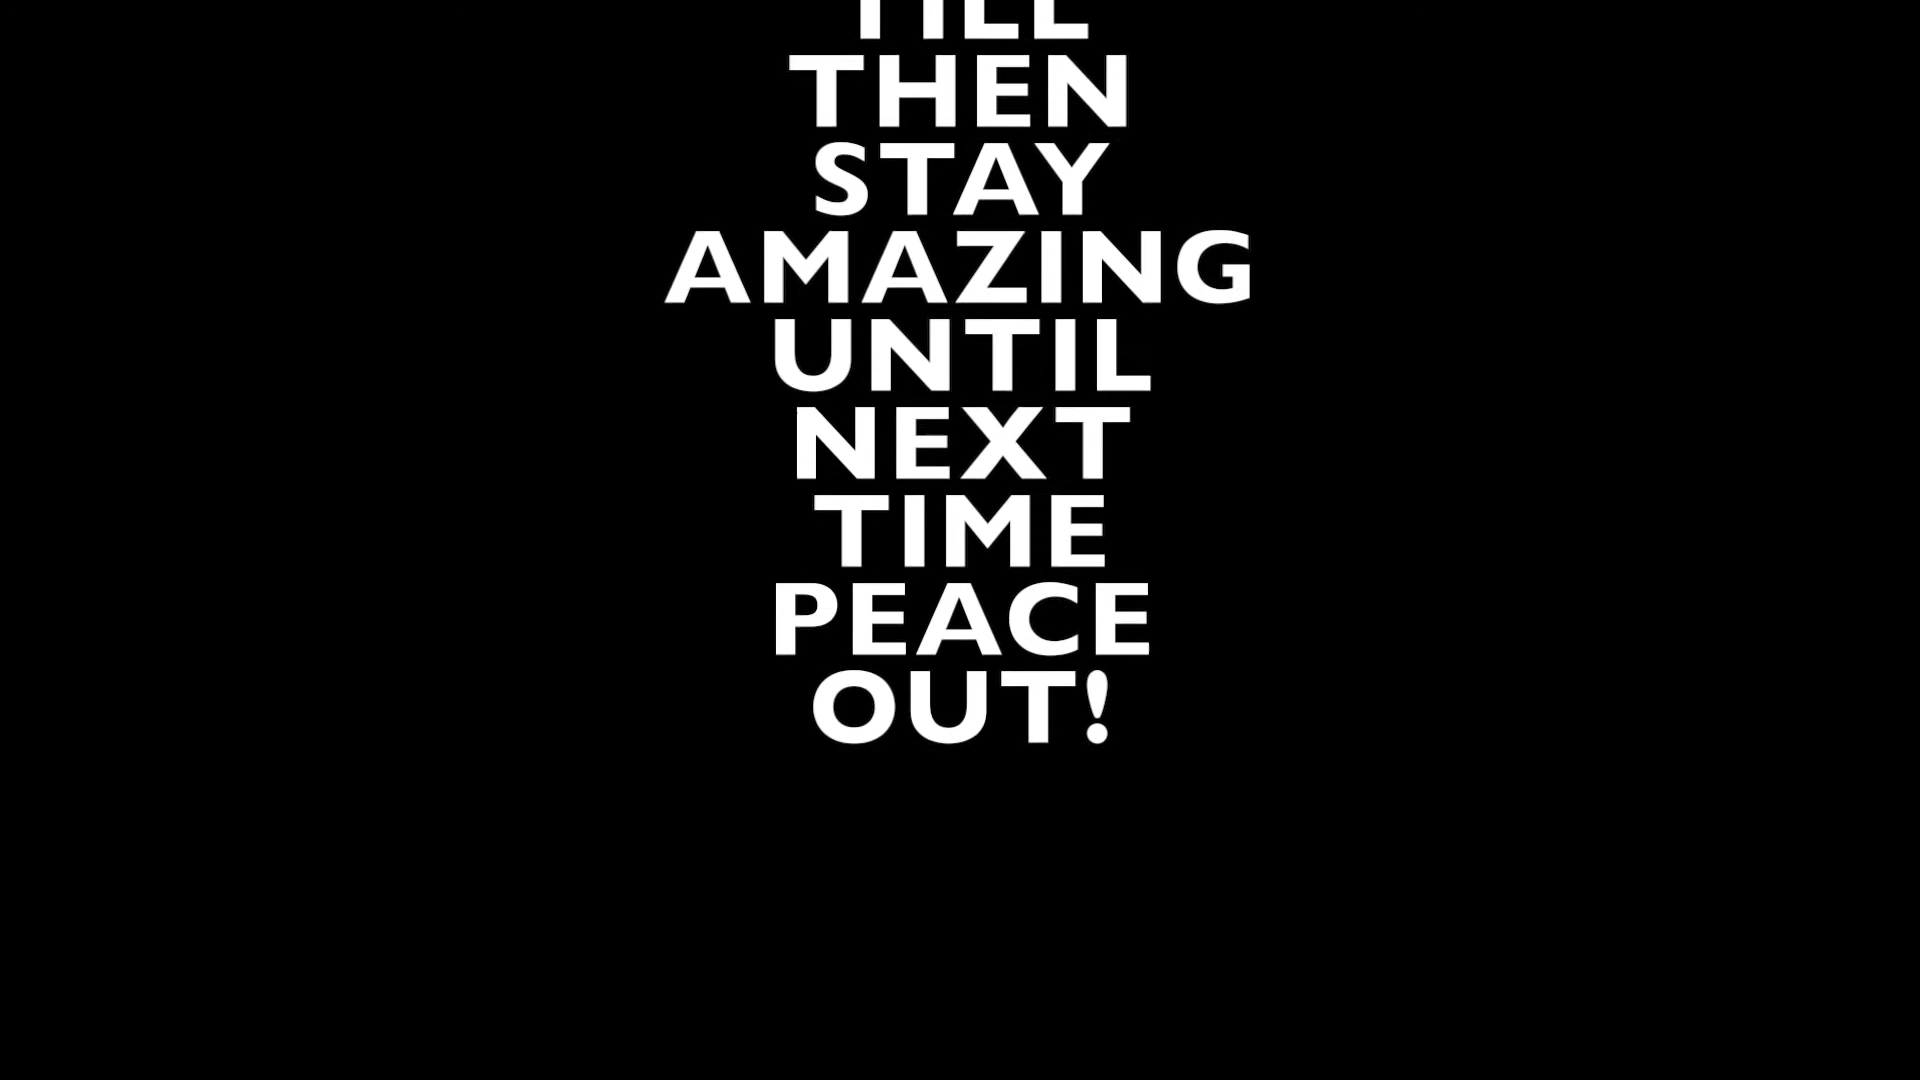 TILL
THEN
STAY
AMAZING
UNTIL
NEXT
TIME
PEACE
OUT!